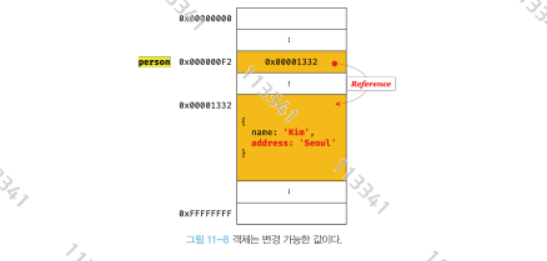 0x00000000
⁝
person 0x000000F2 0x00001332
⁝ Reference
0x00001332
{
name: 'Kim',
address: 'Seoul'
}
⁝
0xFFFFFFFF
그림 11-8 객체는 변경 가능한 값이다.
113341
113341
113341
113341